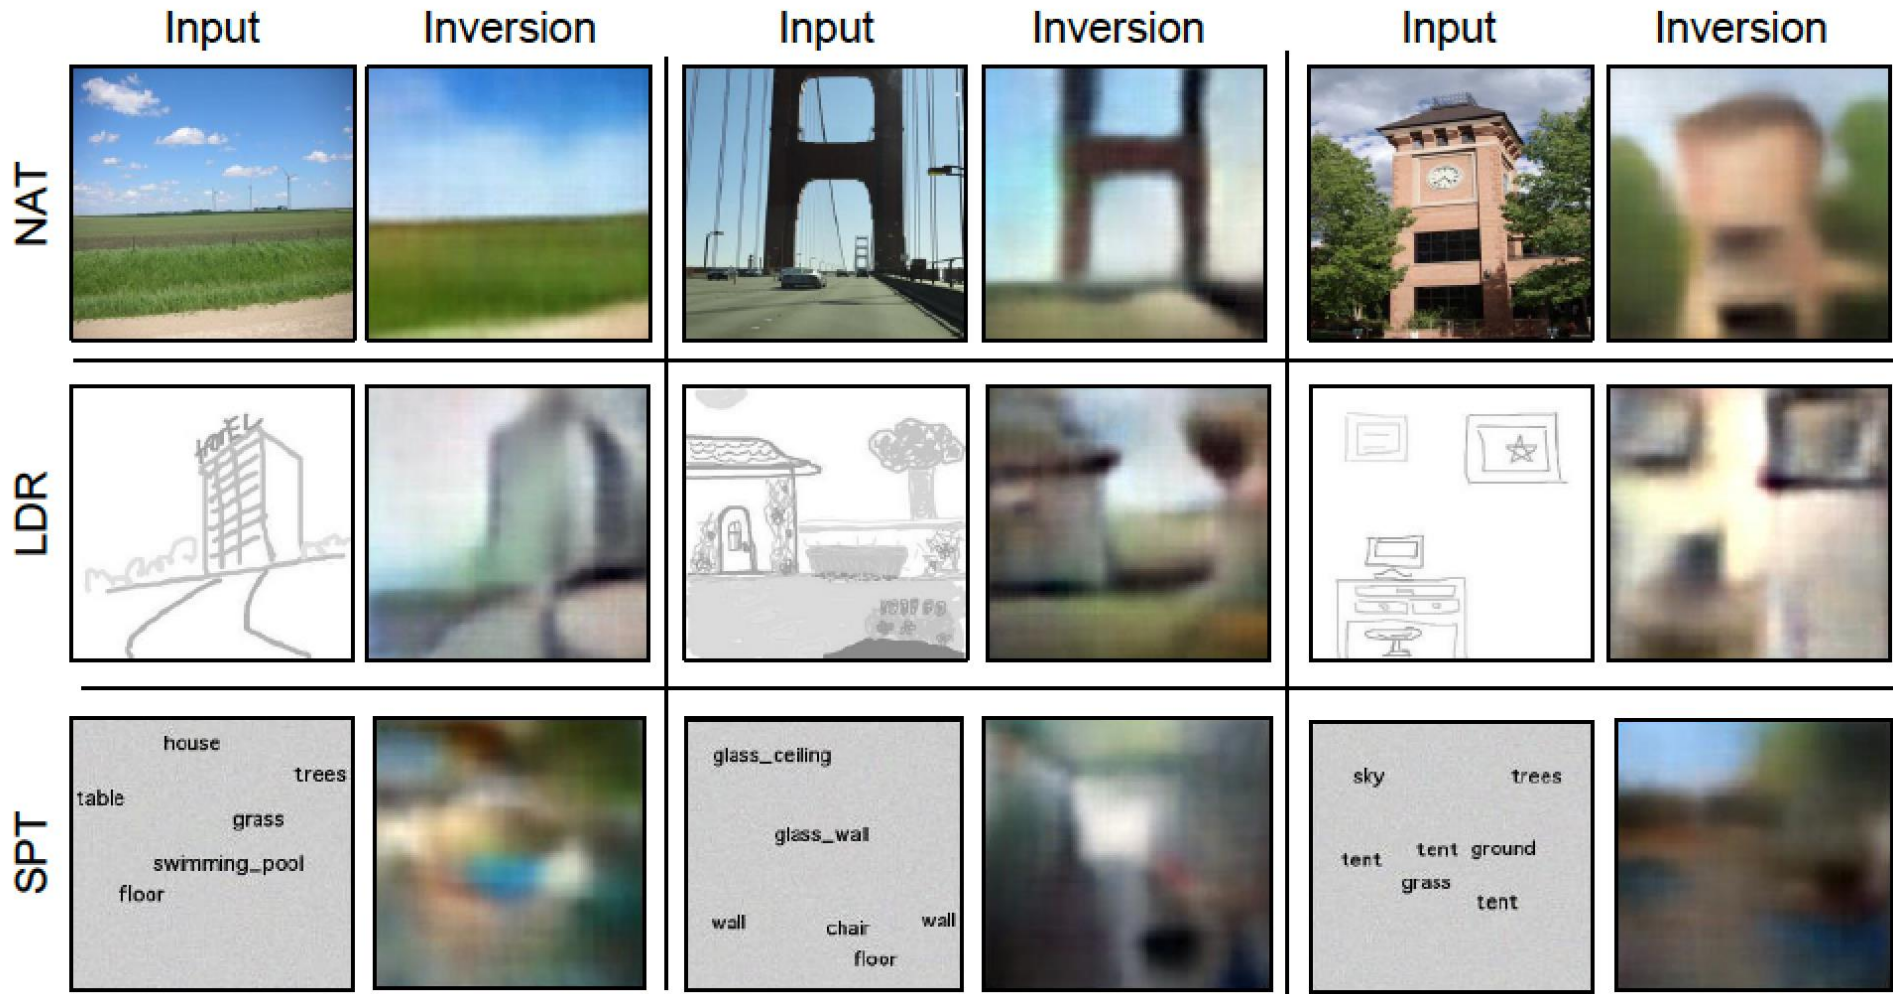 Input Inversion Input Inversion Input Inversion
NAT
LDR
HOTEL
SPT
house
trees
table
grass
swimming_pool
floor
glass_ceiling
glass_wall
wall
chair
wall
floor
sky
trees
tent
tent
ground
grass
tent